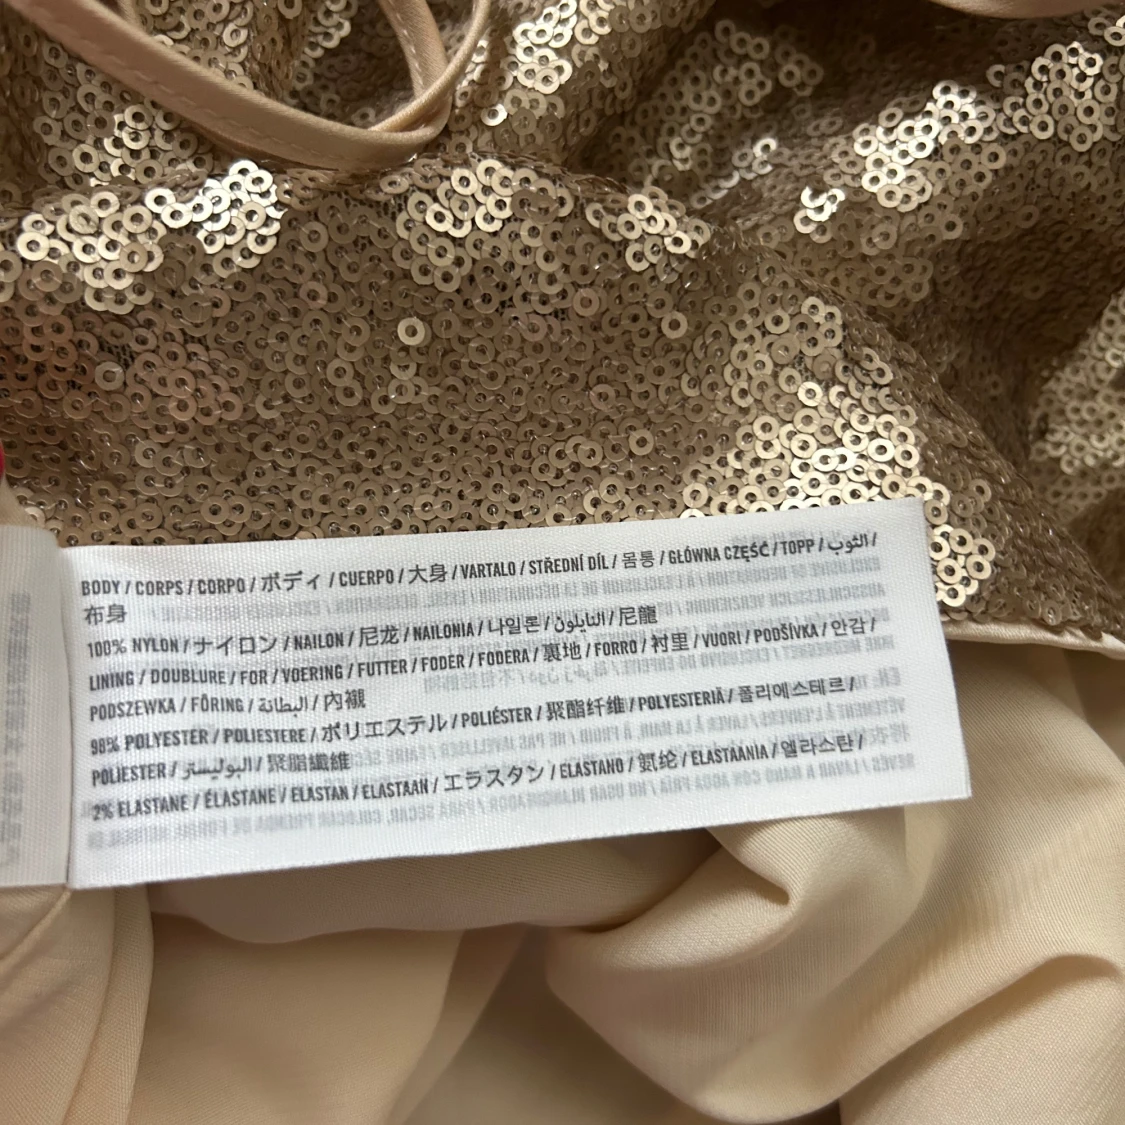 BODY / CORPS / CORPO / ボディ / CUERPO / 大身 / VARTALO / STŘEDNÍ DÍL / 몸통 / GŁÓWNA CZĘŚĆ / TOPP / الثوب /
布身
100% NYLON / ナイロン / NAILON / 尼龙 / NAILONIA / 나일론 / النايلون / 尼龍
LINING / DOUBLURE / FOR / VOERING / FUTTER / FODER / FODERA / 裏地 / FORRO / 衬里 / VUORI / PODŠÍVKA / 안감 /
PODSZEWKA / FÔRING / البطانة / 內襯
98% POLYESTER / POLIESTERE / ポリエステル / POLIÉSTER / 聚酯纤维 / POLYESTERIÄ / 폴리에스테르 /
POLIESTER / البوليستر / 聚脂纖維
2% ELASTANE / ÉLASTANE / ELASTAN / ELASTAAN / エラスタン / ELASTANO / 氨纶 / ELASTAANIA / 엘라스탄 /